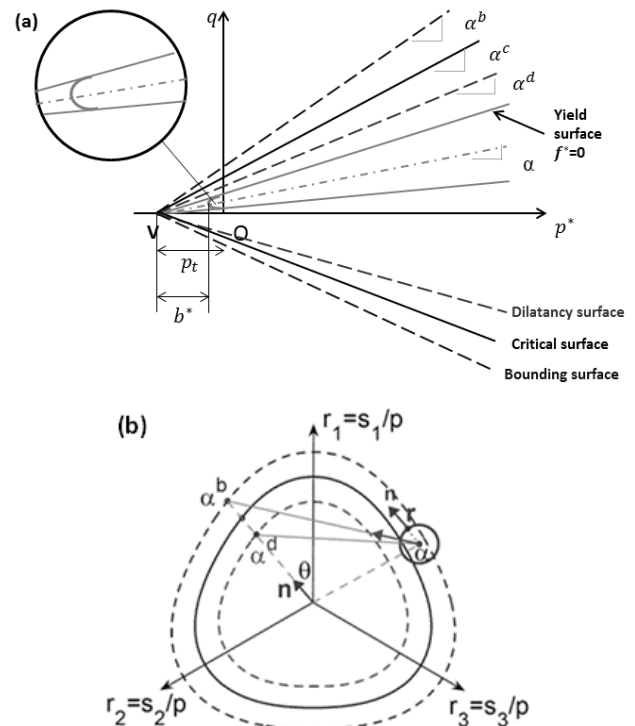 (a)
q
α^b
α^c
α^d
Yield
surface
f*=0
α
V
O
p*
p_t
b*
Dilatancy surface
Critical surface
Bounding surface
(b)
r_1=s_1/p
α^b
n
r
α
α^d
θ
n
r_2=s_2/p
r_3=s_3/p